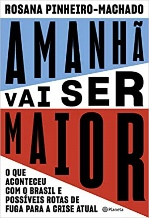 ROSANA PINHEIRO-MACHADO
AMANHÃ
VAI SER
MAIOR
O QUE
ACONTECEU
COM O BRASIL E
POSSÍVEIS ROTAS DE
FUGA PARA A CRISE ATUAL
Planeta